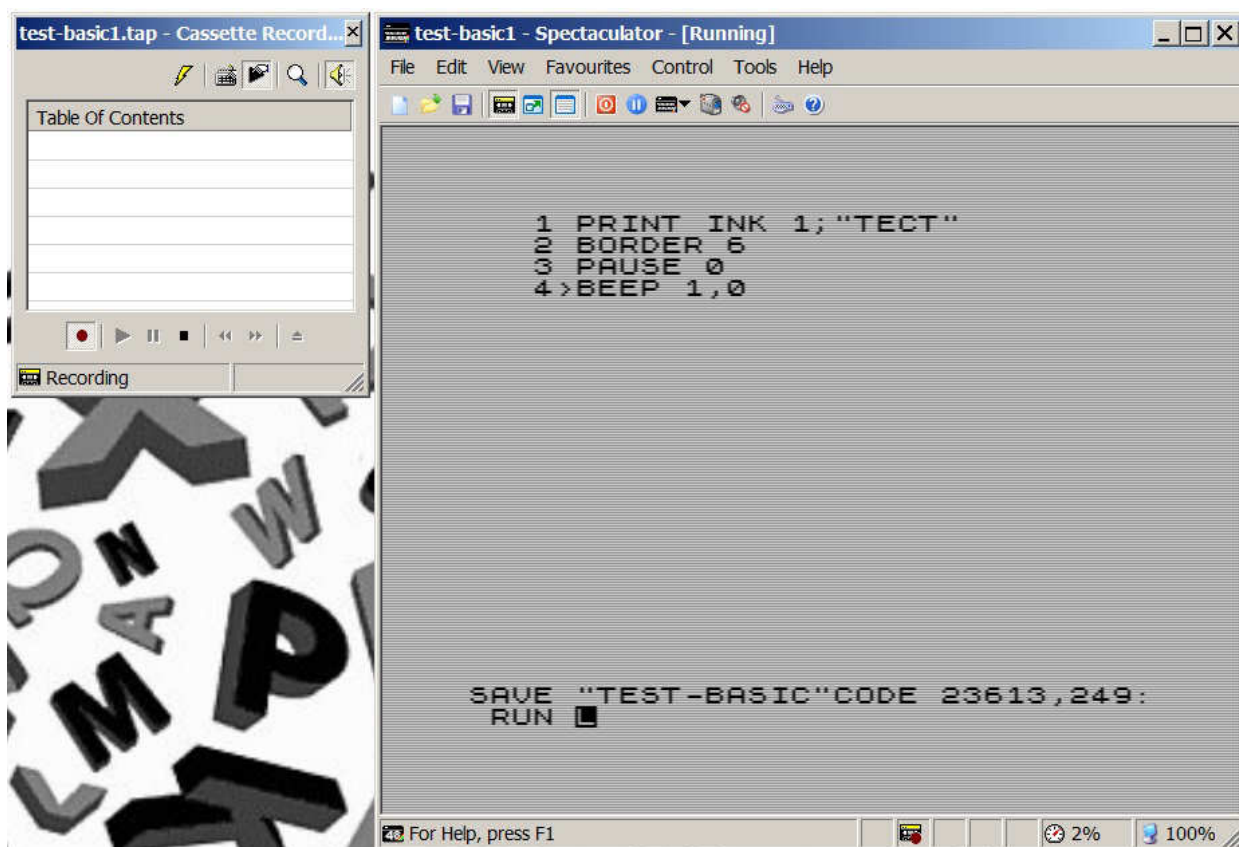 test-basic1.tap - Cassette Record...
Table Of Contents
Recording
test-basic1 - Spectaculator - [Running]
File Edit View Favourites Control Tools Help
1 PRINT INK 1;"TECT"
2 BORDER 6
3 PAUSE 0
4>BEEP 1,0
SAVE "TEST-BASIC"CODE 23613,249:
RUN L
For Help, press F1
2%
100%
X
N
W
A
P
M
L